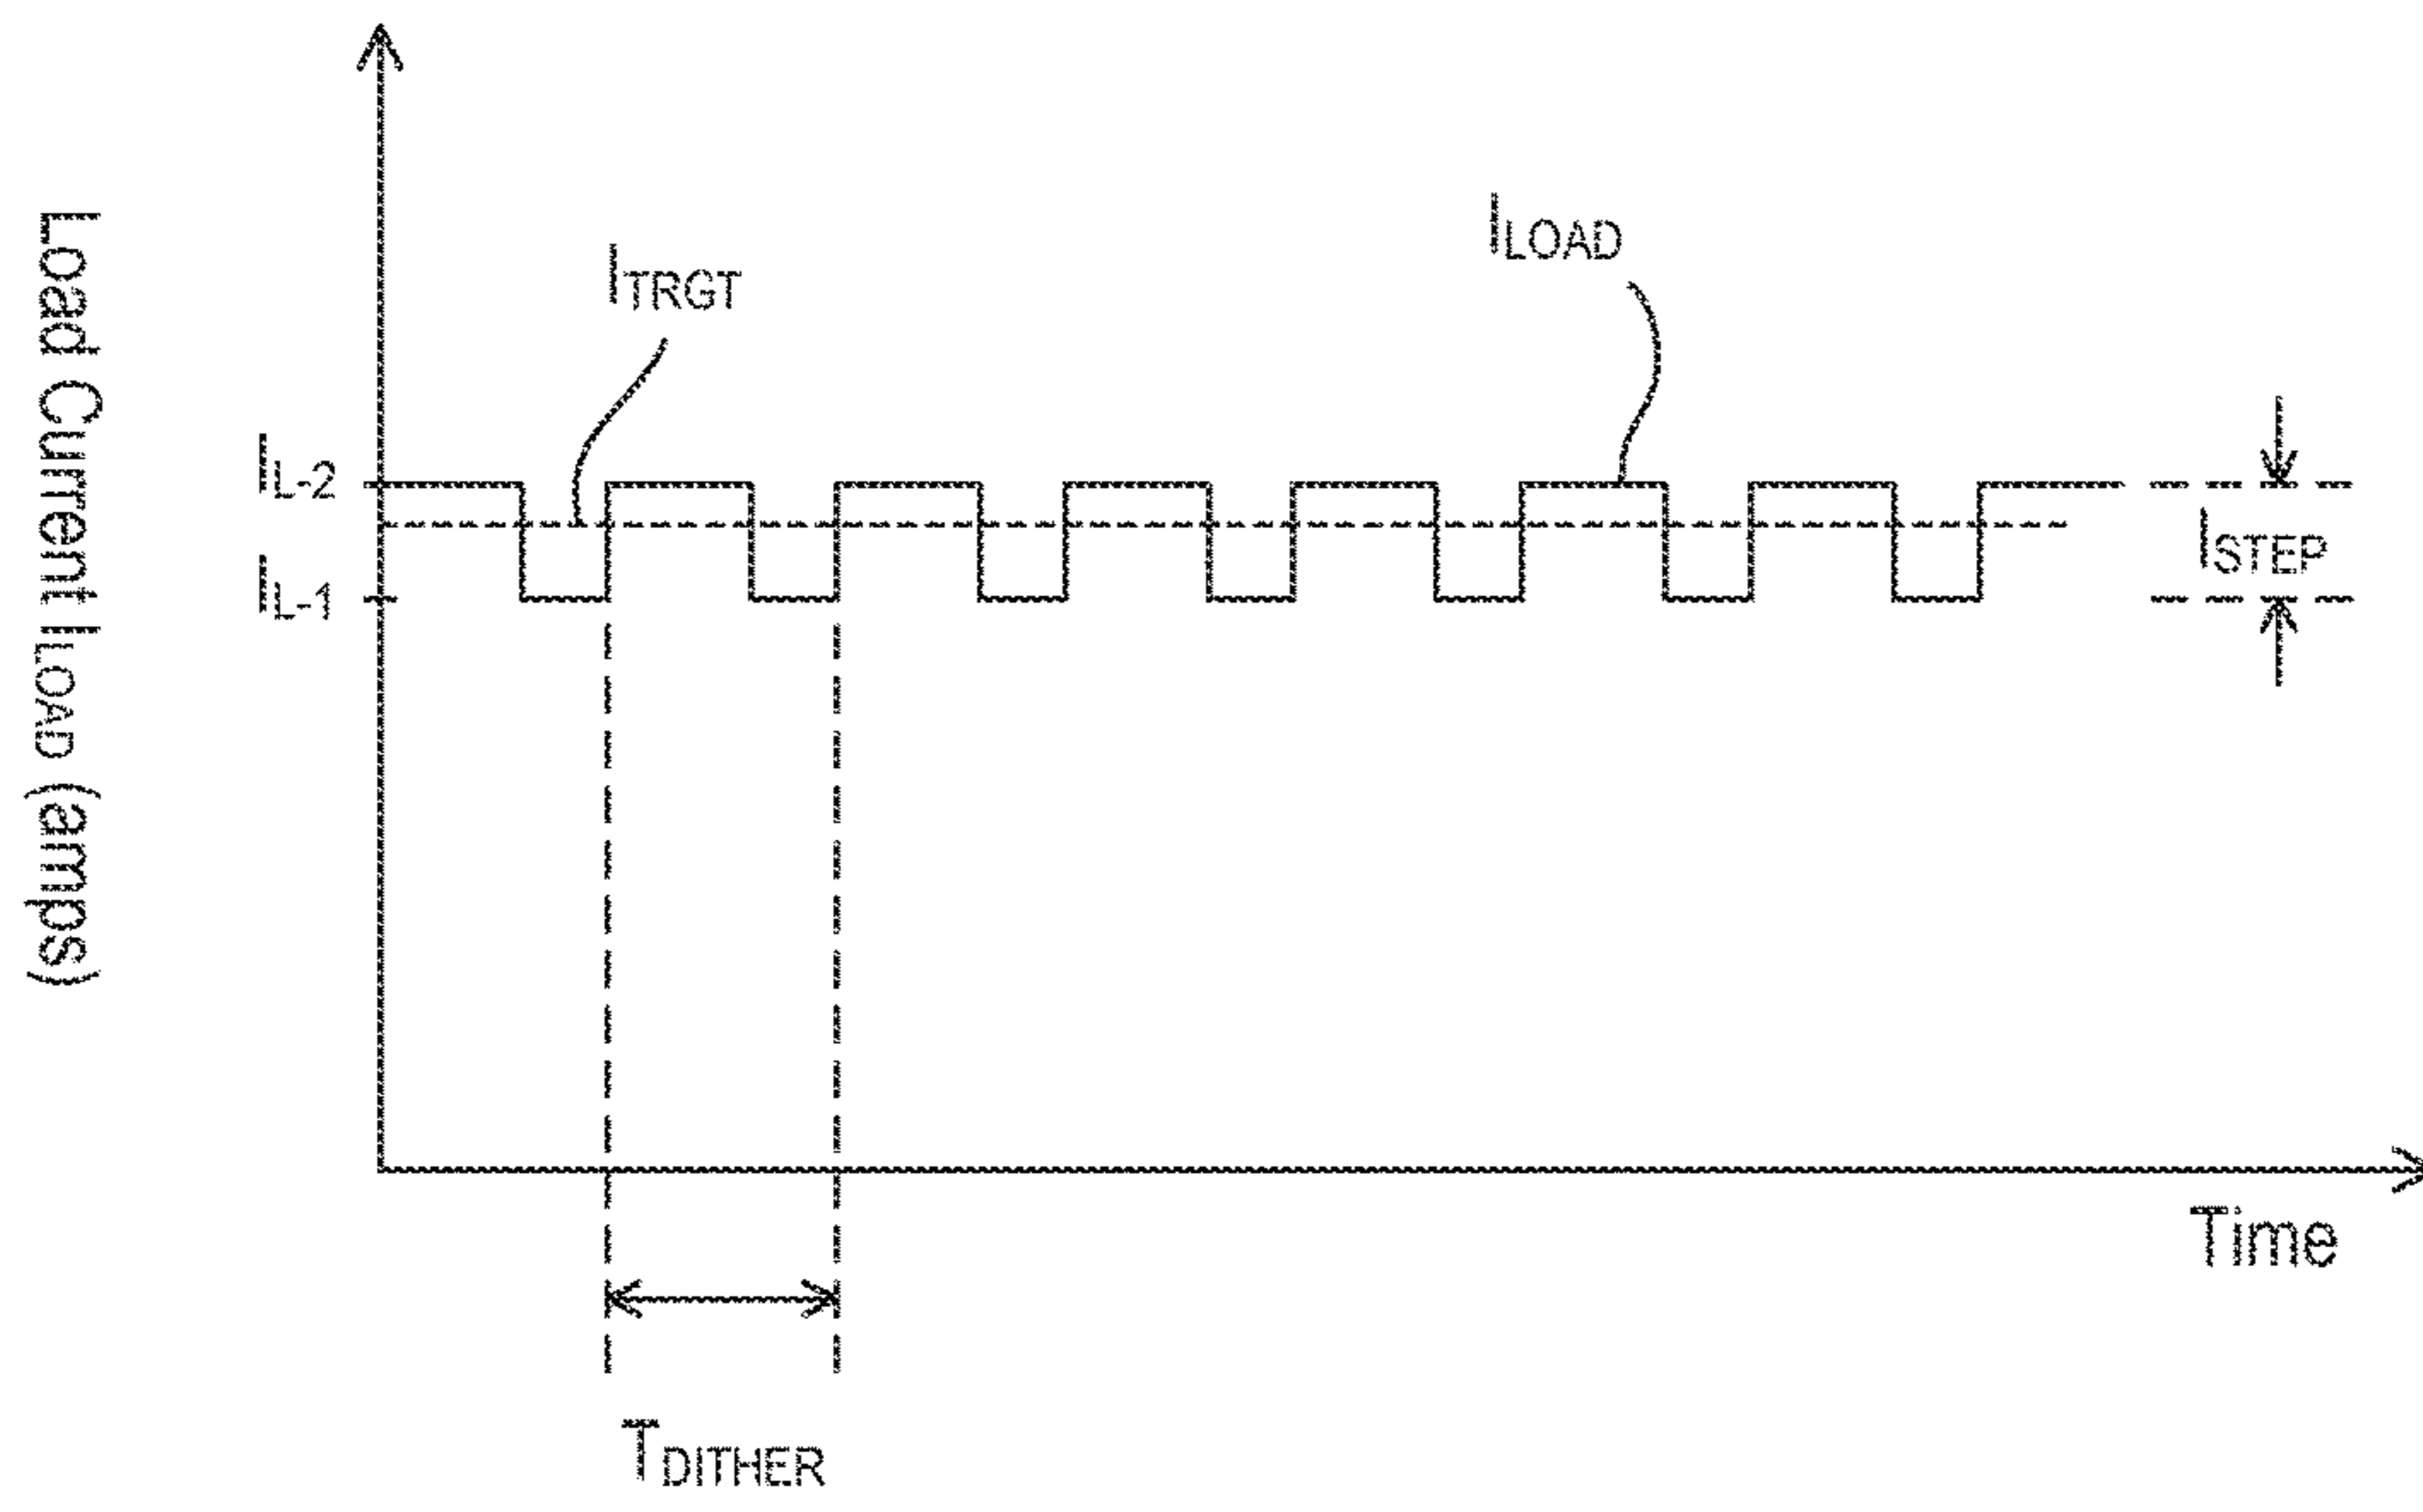 Load Current ILOAD (amps)
ITRGT
ILOAD
IL-2
IL-1
ISTEP
Time
TDITHER